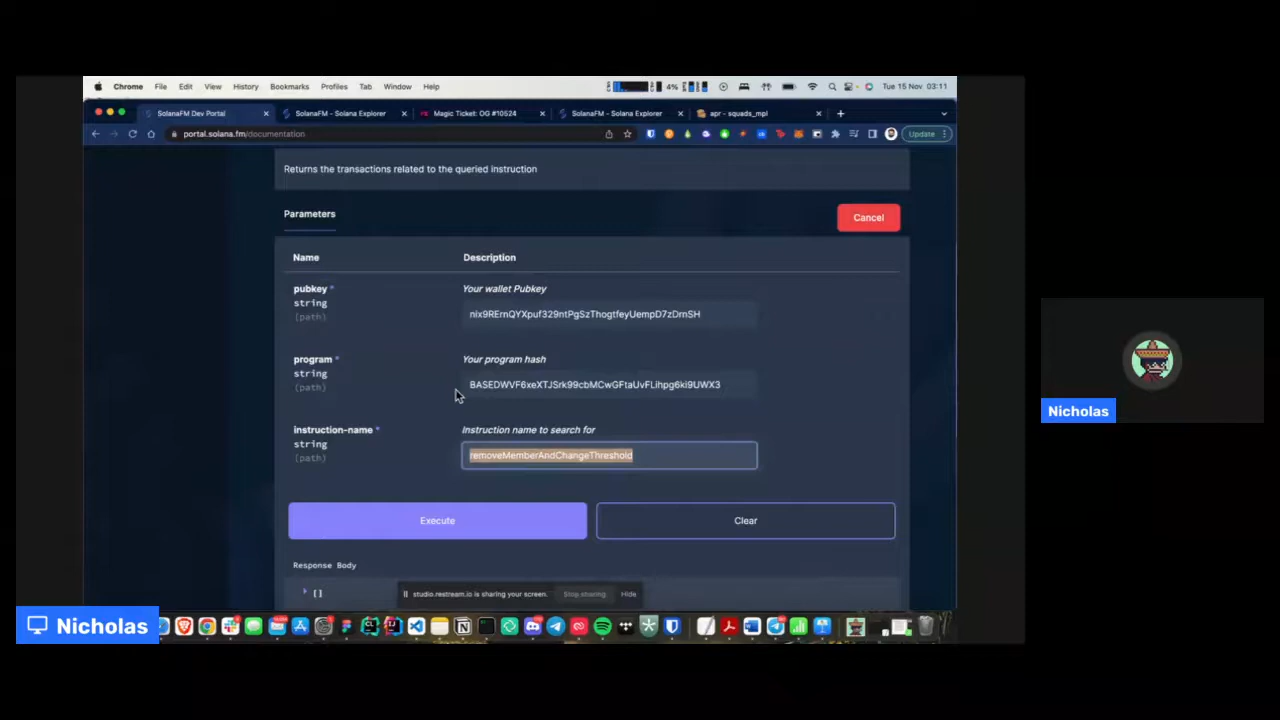 Chrome File Edit View History Bookmarks Profiles Tab Window Help 4% Tue 15 Nov 03:11
SolanaFM Dev Portal SolanaFM - Solana Explorer Magic Ticket: OG #10524 SolanaFM - Solana Explorer apr - squads_mpl
portal.solana.fm/documentation Update
Returns the transactions related to the queried instruction
Parameters
Cancel
Name Description
pubkey * Your wallet Pubkey
string
(path)
nix9RErnQYXpuf329ntPgSzThogtfeyUempD7zDrnSH
program * Your program hash
string
(path)
BASEDWVF6xeXTJSrk99cbMCwGFtaUvFLihpg6ki9UWX3
instruction-name * Instruction name to search for
string
(path)
removeMemberAndChangeThreshold
Execute Clear
Response Body
[]
studio.restream.io is sharing your screen. Stop sharing Hide
Nicholas
Nicholas